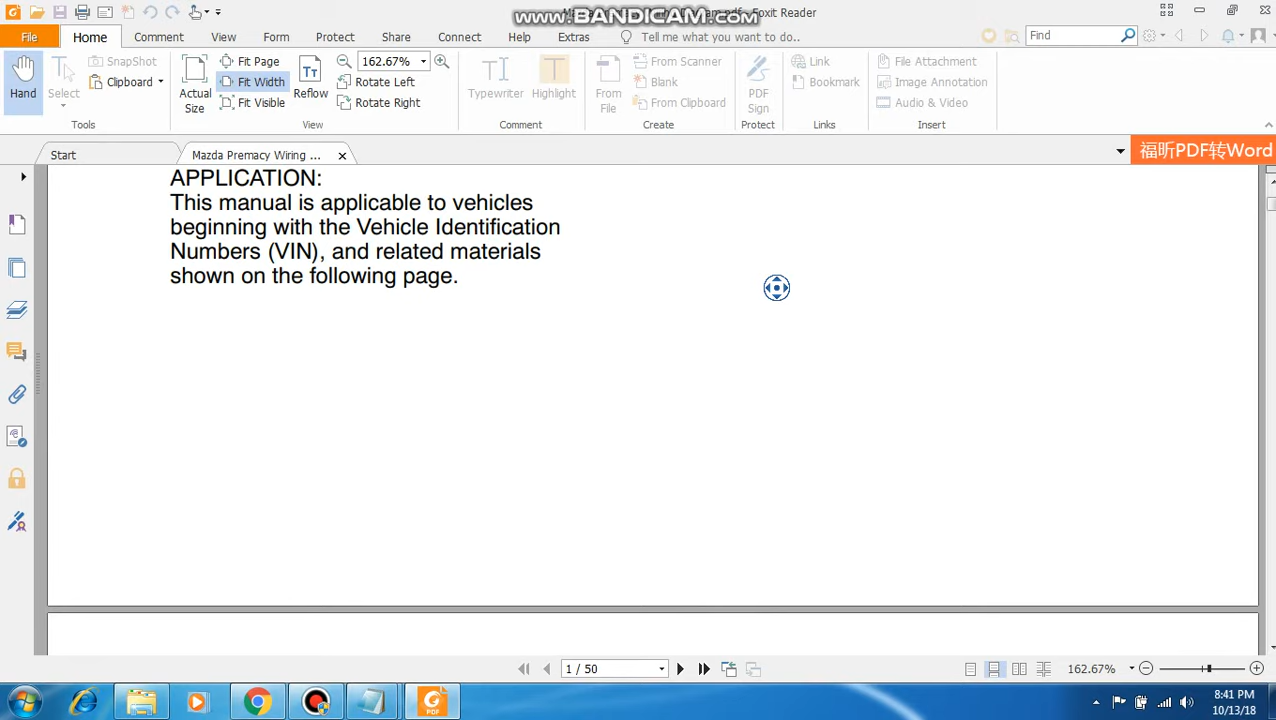 www.BANDICAM.com
Foxit Reader
File Home Comment View Form Protect Share Connect Help Extras Tell me what you want to do.. Find
Hand
Select
SnapShot
Clipboard
Tools
Actual Size
Fit Page
Fit Width
Fit Visible
Reflow
162.67%
Rotate Left
Rotate Right
View
Typewriter
Highlight
Comment
From File
From Scanner
Blank
From Clipboard
Create
PDF Sign
Protect
Link
Bookmark
Links
File Attachment
Image Annotation
Audio & Video
Insert
Start
Mazda Premacy Wiring ...
福昕PDF转Word
APPLICATION:
This manual is applicable to vehicles
beginning with the Vehicle Identification
Numbers (VIN), and related materials
shown on the following page.
1 / 50
162.67%
PDF
8:41 PM
10/13/18